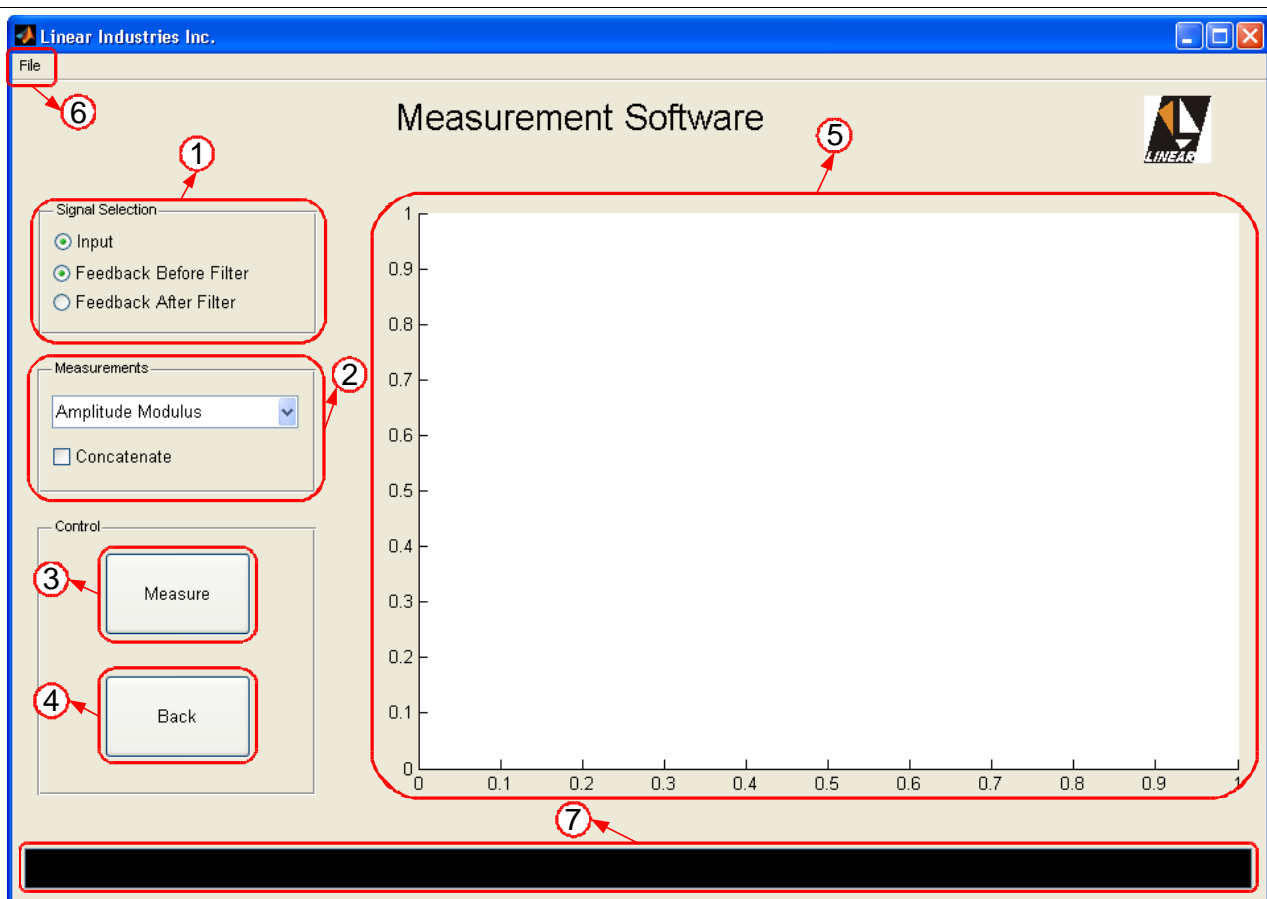 Linear Industries Inc.
File
6
Measurement Software
5
LINEAR
1
Signal Selection
Input
Feedback Before Filter
Feedback After Filter
2
Measurements
Amplitude Modulus
Concatenate
Control
3
Measure
4
Back
1
0.9
0.8
0.7
0.6
0.5
0.4
0.3
0.2
0.1
0
0 0.1 0.2 0.3 0.4 0.5 0.6 0.7 0.8 0.9 1
7